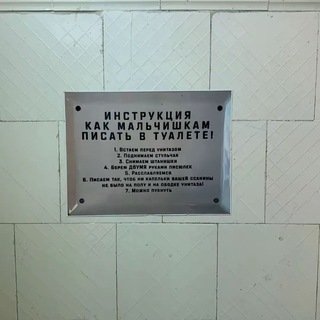 ИНСТРУКЦИЯ
КАК МАЛЬЧИШКАМ
ПИСАТЬ В ТУАЛЕТЕ!
1. Встаем перед унитазом
2. Поднимаем стульчак
3. Снимаем штанишки
4. Берем двумя руками писюлек
5. Расслабляемся
6. Писаем так, чтоб ни капельки вашей ссанины
не было на полу и на ободке унитаза!
7. Можно пукнуть